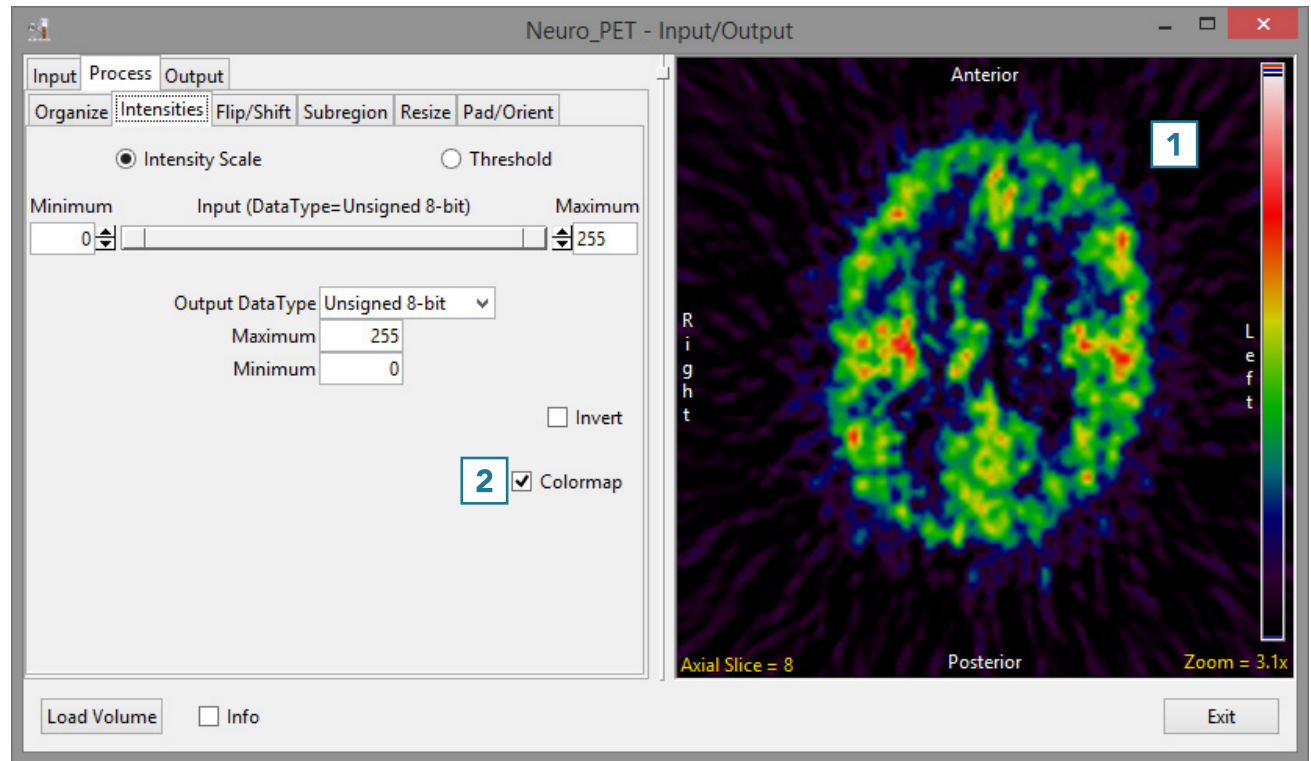 Neuro_PET - Input/Output
Input Process Output
Organize Intensities Flip/Shift Subregion Resize Pad/Orient
Intensity Scale Threshold
Minimum Input (DataType=Unsigned 8-bit) Maximum
0 255
Output DataType Unsigned 8-bit
Maximum 255
Minimum 0
Invert
2 Colormap
Load Volume Info
Anterior
1
Right
Left
Axial Slice = 8 Posterior Zoom = 3.1x
Exit